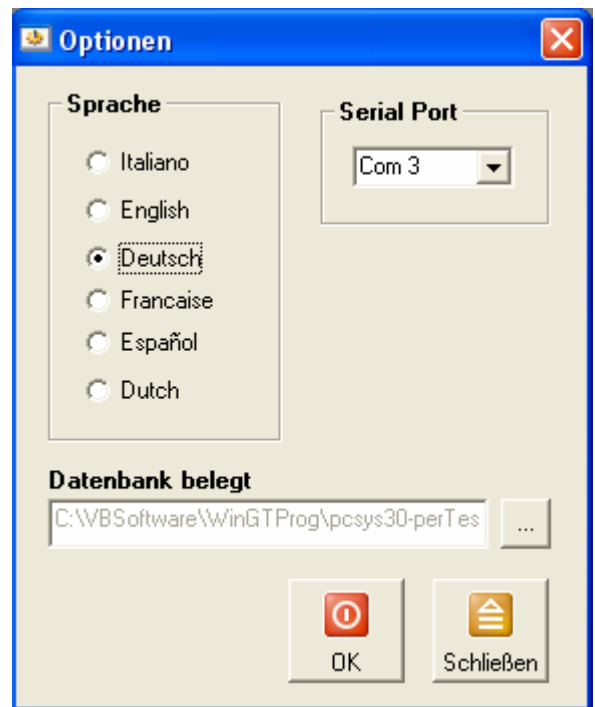 Optionen
Sprache
Italiano
English
Deutsch
Francaise
Español
Dutch
Serial Port
Com 3
Datenbank belegt
C:\VBSoftware\WinGTProg\pcsys30-perTes
...
OK
Schließen